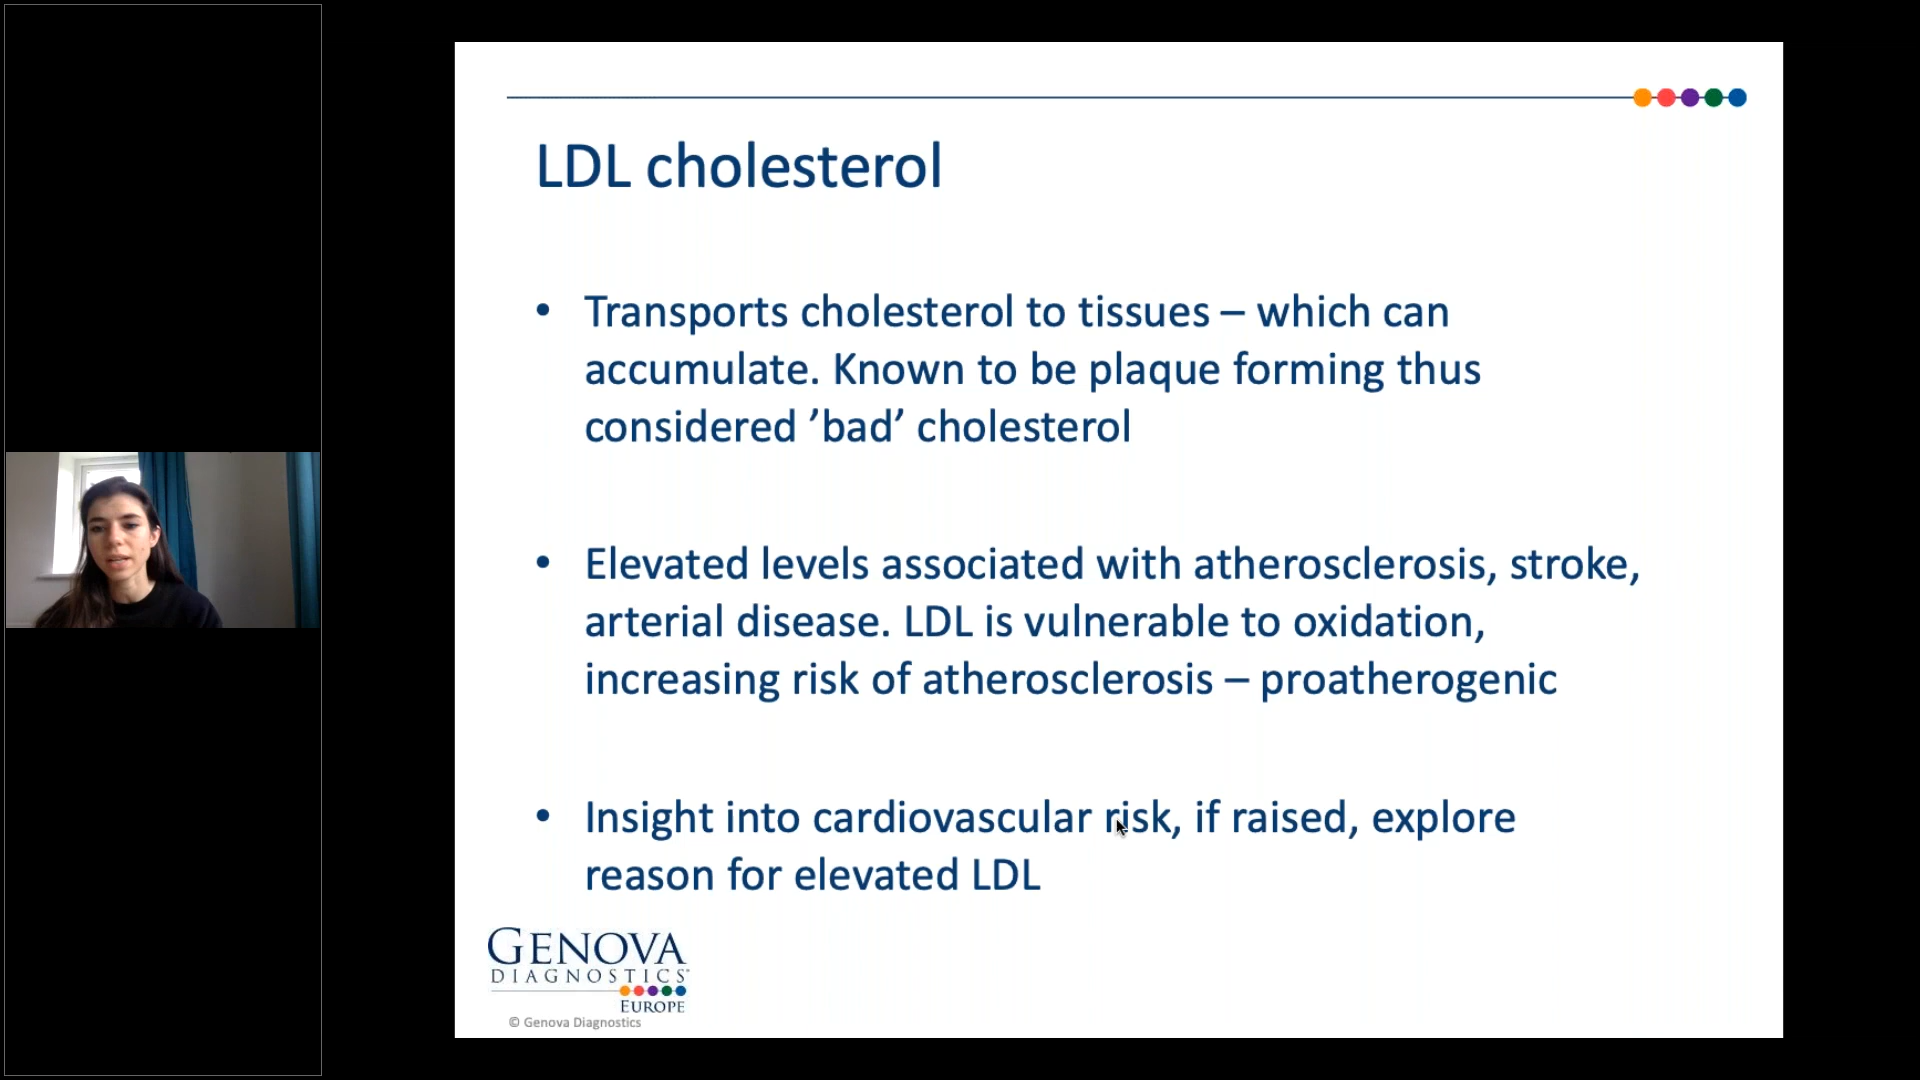 LDL cholesterol
• Transports cholesterol to tissues – which can
accumulate. Known to be plaque forming thus
considered ’bad’ cholesterol
• Elevated levels associated with atherosclerosis, stroke,
arterial disease. LDL is vulnerable to oxidation,
increasing risk of atherosclerosis – proatherogenic
• Insight into cardiovascular risk, if raised, explore
reason for elevated LDL
GENOVA
DIAGNOSTICS
EUROPE
© Genova Diagnostics